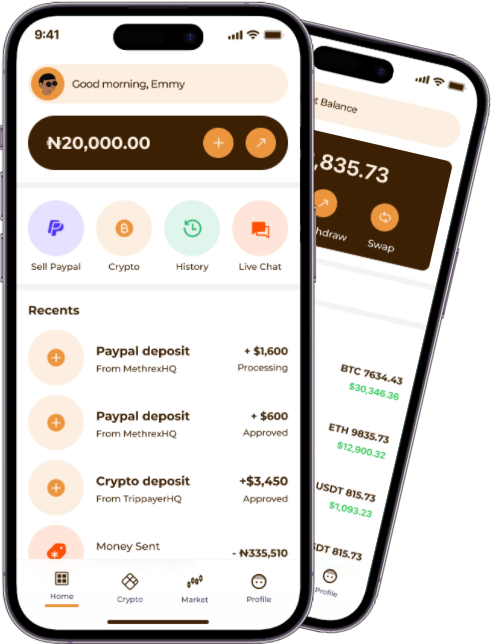 9:41
Good morning, Emmy
₦20,000.00
Sell Paypal
Crypto
History
Live Chat
Recents
Paypal deposit
+ $1,600
From MethrexHQ
Processing
Paypal deposit
+ $600
From MethrexHQ
Approved
Crypto deposit
+$3,450
From TrippayerHQ
Approved
Money Sent
- ₦335,510
Home
Crypto
Market
Profile
Balance
,835.73
Swap
BTC 7634.43
$30,346.36
ETH 9835.73
$12,900.32
USDT 815.73
$1,093.23
815.73
Profile